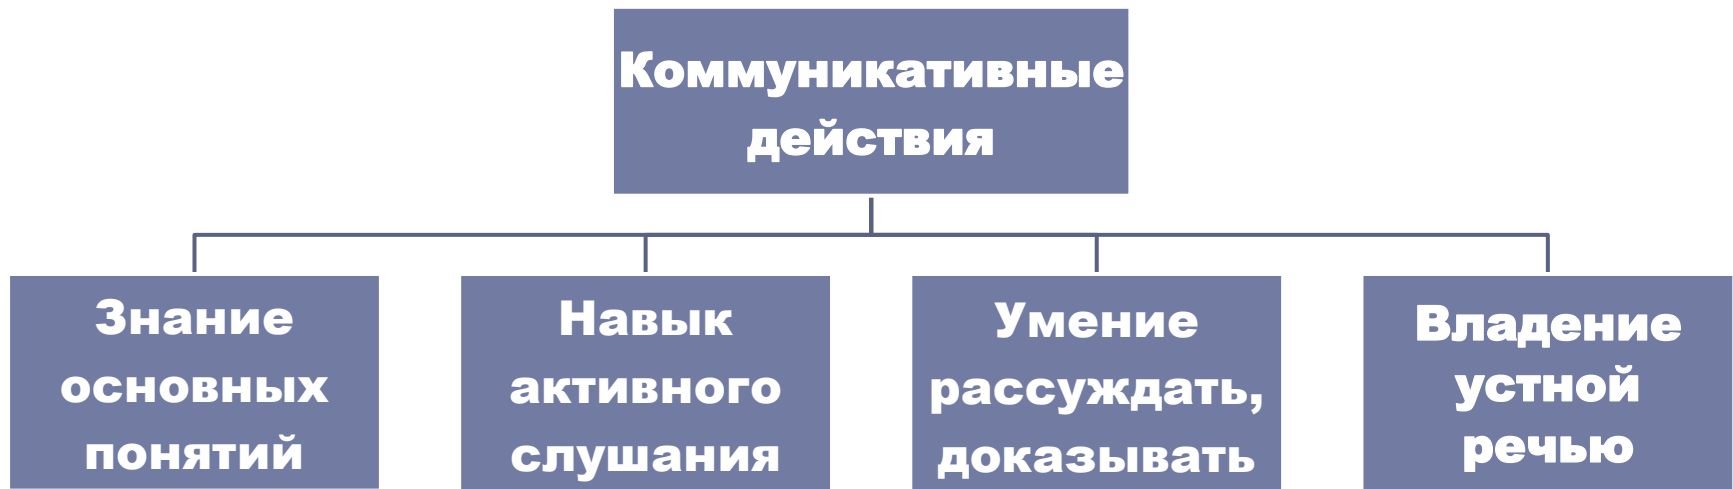 Коммуникативные
действия
Знание
основных
понятий
Навык
активного
слушания
Умение
рассуждать,
доказывать
Владение
устной
речью